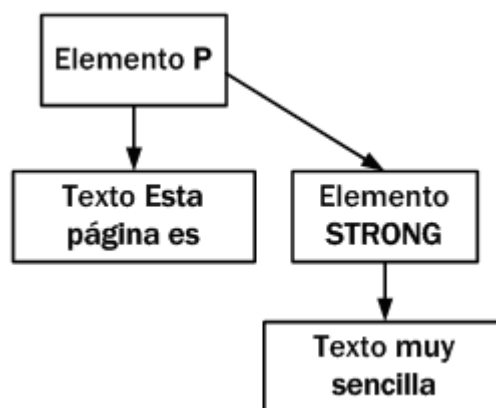 Elemento P
Texto Esta
página es
Elemento
STRONG
Texto muy
sencilla